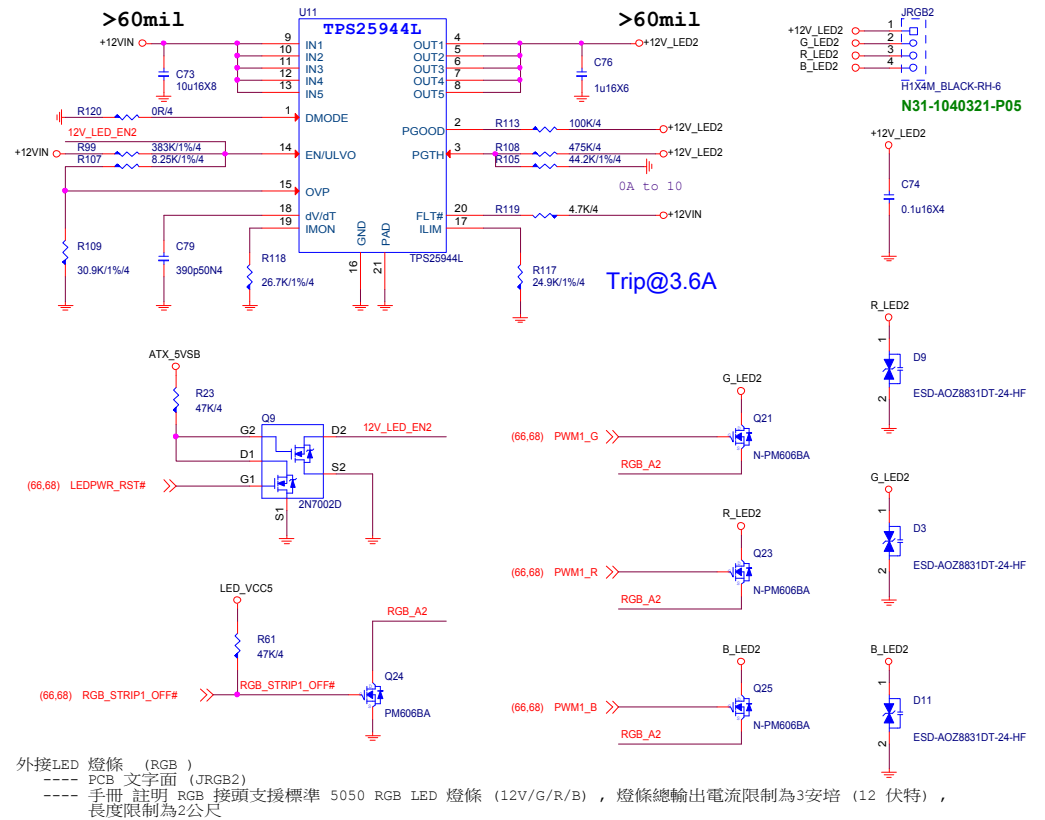 >60mil
>60mil
U11
TPS25944L
+12VIN
9 IN1
10 IN2
11 IN3
12 IN4
13 IN5
OUT1 4
OUT2 5
OUT3 6
OUT4 7
OUT5 8
+12V_LED2
C73
10u16X8
C76
1u16X6
R120 0R/4
1 DMODE
12V_LED_EN2
+12VIN
R99 383K/1%/4
R107 8.25K/1%/4
14 EN/ULVO
15 OVP
18 dV/dT
19 IMON
GND
PAD
16
21
TPS25944L
PGOOD 2
R113 100K/4
+12V_LED2
PGTH 3
R108 475K/4
+12V_LED2
R105 44.2K/1%/4
0A to 10
FLT# 20
R119 4.7K/4
+12VIN
ILIM 17
R109
30.9K/1%/4
C79
390p50N4
R118
26.7K/1%/4
R117
24.9K/1%/4
Trip@3.6A
JRGB2
+12V_LED2 1
G_LED2 2
R_LED2 3
B_LED2 4
H1X4M_BLACK-RH-6
N31-1040321-P05
+12V_LED2
C74
0.1u16X4
R_LED2
1
D9
ESD-AOZ8831DT-24-HF
2
G_LED2
1
D3
ESD-AOZ8831DT-24-HF
2
B_LED2
1
D11
ESD-AOZ8831DT-24-HF
2
ATX_5VSB
R23
47K/4
Q9
G2
D1
G1
S1
D2
S2
12V_LED_EN2
(66,68) LEDPWR_RST#
2N7002D
LED_VCC5
R61
47K/4
RGB_A2
(66,68) RGB_STRIP1_OFF#
RGB_STRIP1_OFF#
Q24
PM606BA
G_LED2
Q21
(66,68) PWM1_G
N-PM606BA
RGB_A2
R_LED2
Q23
(66,68) PWM1_R
N-PM606BA
RGB_A2
B_LED2
Q25
(66,68) PWM1_B
N-PM606BA
RGB_A2
外接LED 燈條 (RGB )
---- PCB 文字面 (JRGB2)
---- 手冊 註明 RGB 接頭支援標準 5050 RGB LED 燈條 (12V/G/R/B) , 燈條總輸出電流限制為3安培 (12 伏特) ,
長度限制為2公尺